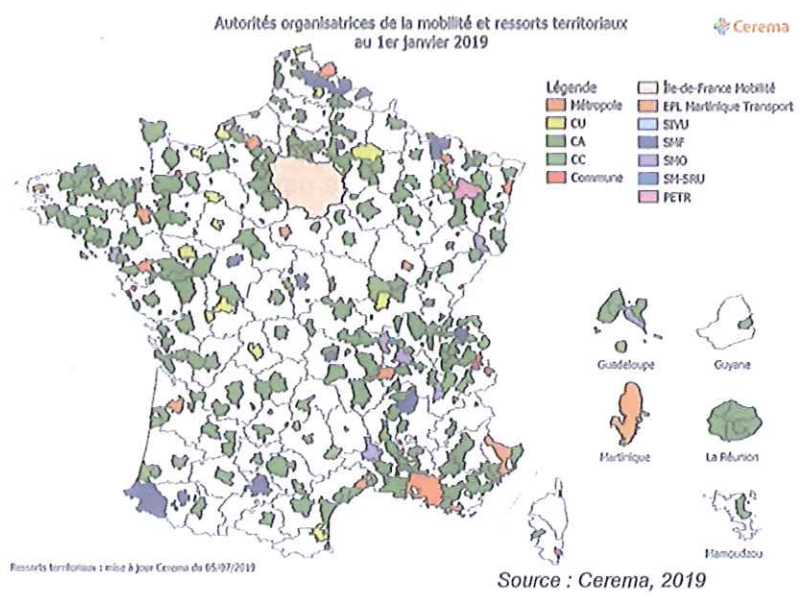 Autorités organisatrices de la mobilité et ressorts territoriaux
au 1er janvier 2019
Cerema
Légende
Métropole
CU
CA
CC
Commune
Île-de-France Mobilité
EPL Martinique Transport
SIVU
SMF
SMO
SM-SRU
PETR
Guadeloupe
Guyane
Martinique
La Réunion
Mamoudzou
Ressorts territoriaux : mise à jour Cerema du 05/07/2019
Source : Cerema, 2019